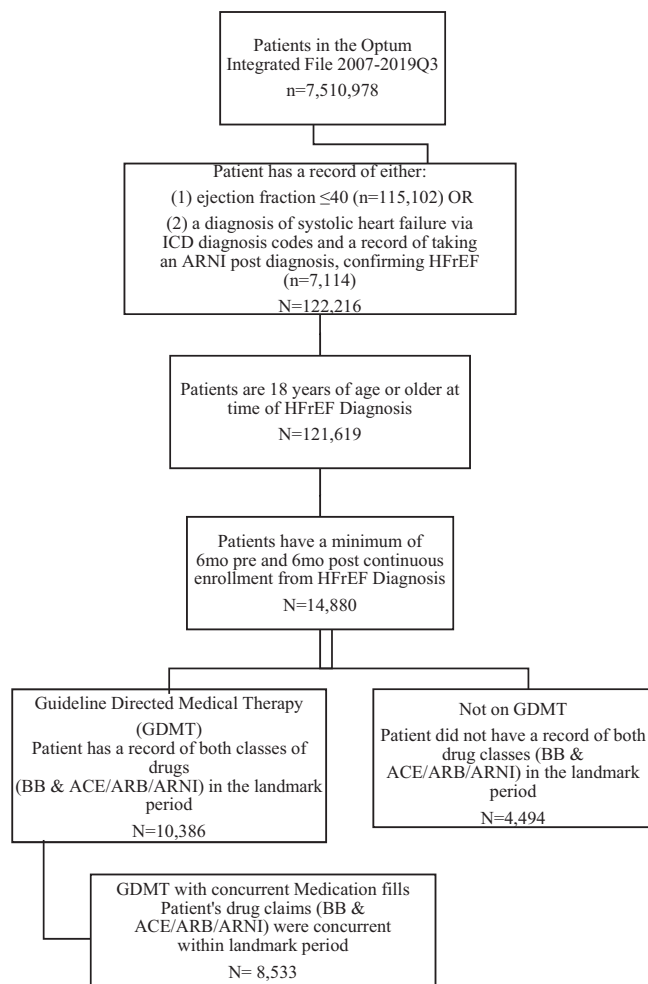 Patients in the Optum
Integrated File 2007-2019Q3
n=7,510,978
Patient has a record of either:
(1) ejection fraction ≤40 (n=115,102) OR
(2) a diagnosis of systolic heart failure via
ICD diagnosis codes and a record of taking
an ARNI post diagnosis, confirming HFrEF
(n=7,114)
N=122,216
Patients are 18 years of age or older at
time of HFrEF Diagnosis
N=121,619
Patients have a minimum of
6mo pre and 6mo post continuous
enrollment from HFrEF Diagnosis
N=14,880
Guideline Directed Medical Therapy
(GDMT)
Patient has a record of both classes of
drugs
(BB & ACE/ARB/ARNI) in the landmark
period
N=10,386
Not on GDMT
Patient did not have a record of both
drug classes (BB &
ACE/ARB/ARNI) in the landmark
period
N=4,494
GDMT with concurrent Medication fills
Patient's drug claims (BB &
ACE/ARB/ARNI) were concurrent
within landmark period
N= 8,533